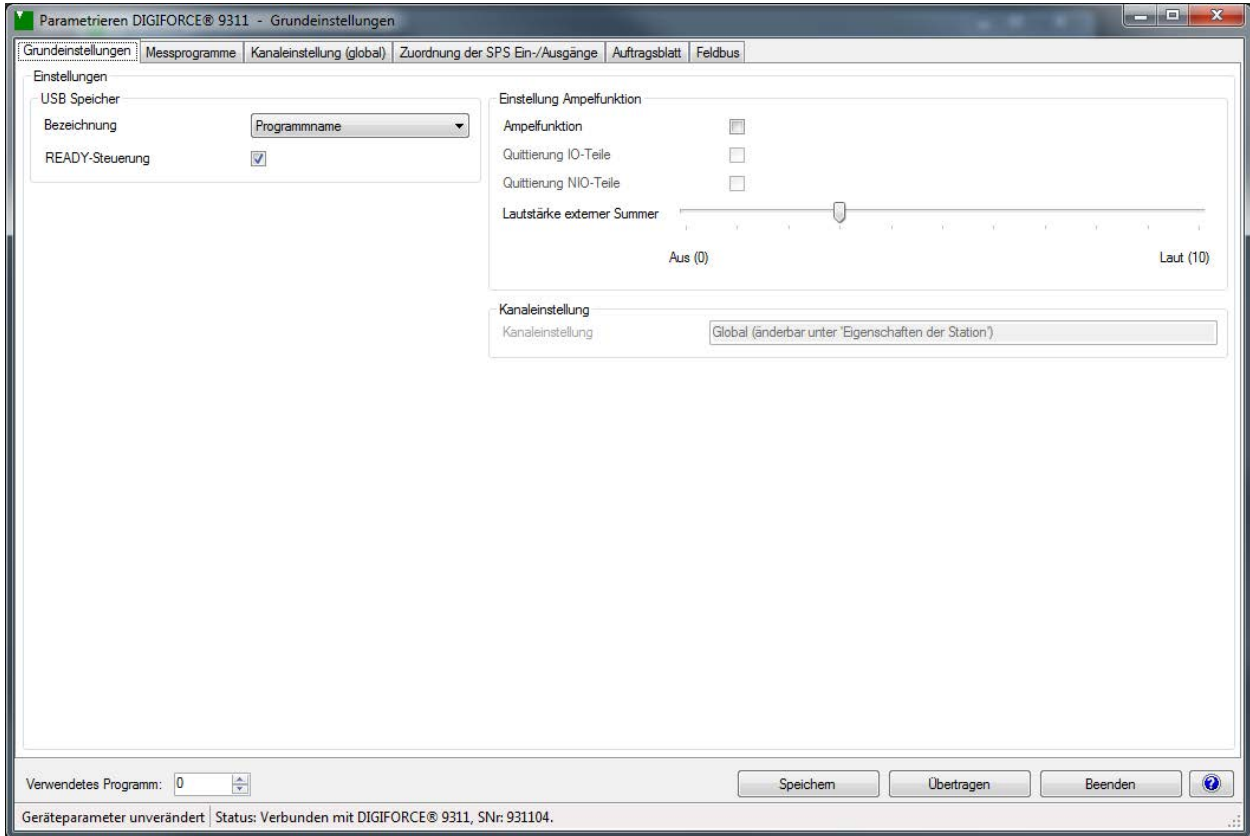 Parametrieren DIGIFORCE® 9311 - Grundeinstellungen
Grundeinstellungen Messprogramme Kanaleinstellung (global) Zuordnung der SPS Ein-/Ausgänge Auftragsblatt Feldbus
Einstellungen
USB Speicher
Bezeichnung Programmname
READY-Steuerung
Einstellung Ampelfunktion
Ampelfunktion
Quittierung IO-Teile
Quittierung NIO-Teile
Lautstärke externer Summer
Aus (0) Laut (10)
Kanaleinstellung
Kanaleinstellung Global (änderbar unter 'Eigenschaften der Station')
Verwendetes Programm: 0 Speichern Übertragen Beenden ?
Geräteparameter unverändert Status: Verbunden mit DIGIFORCE® 9311, SNr: 931104.